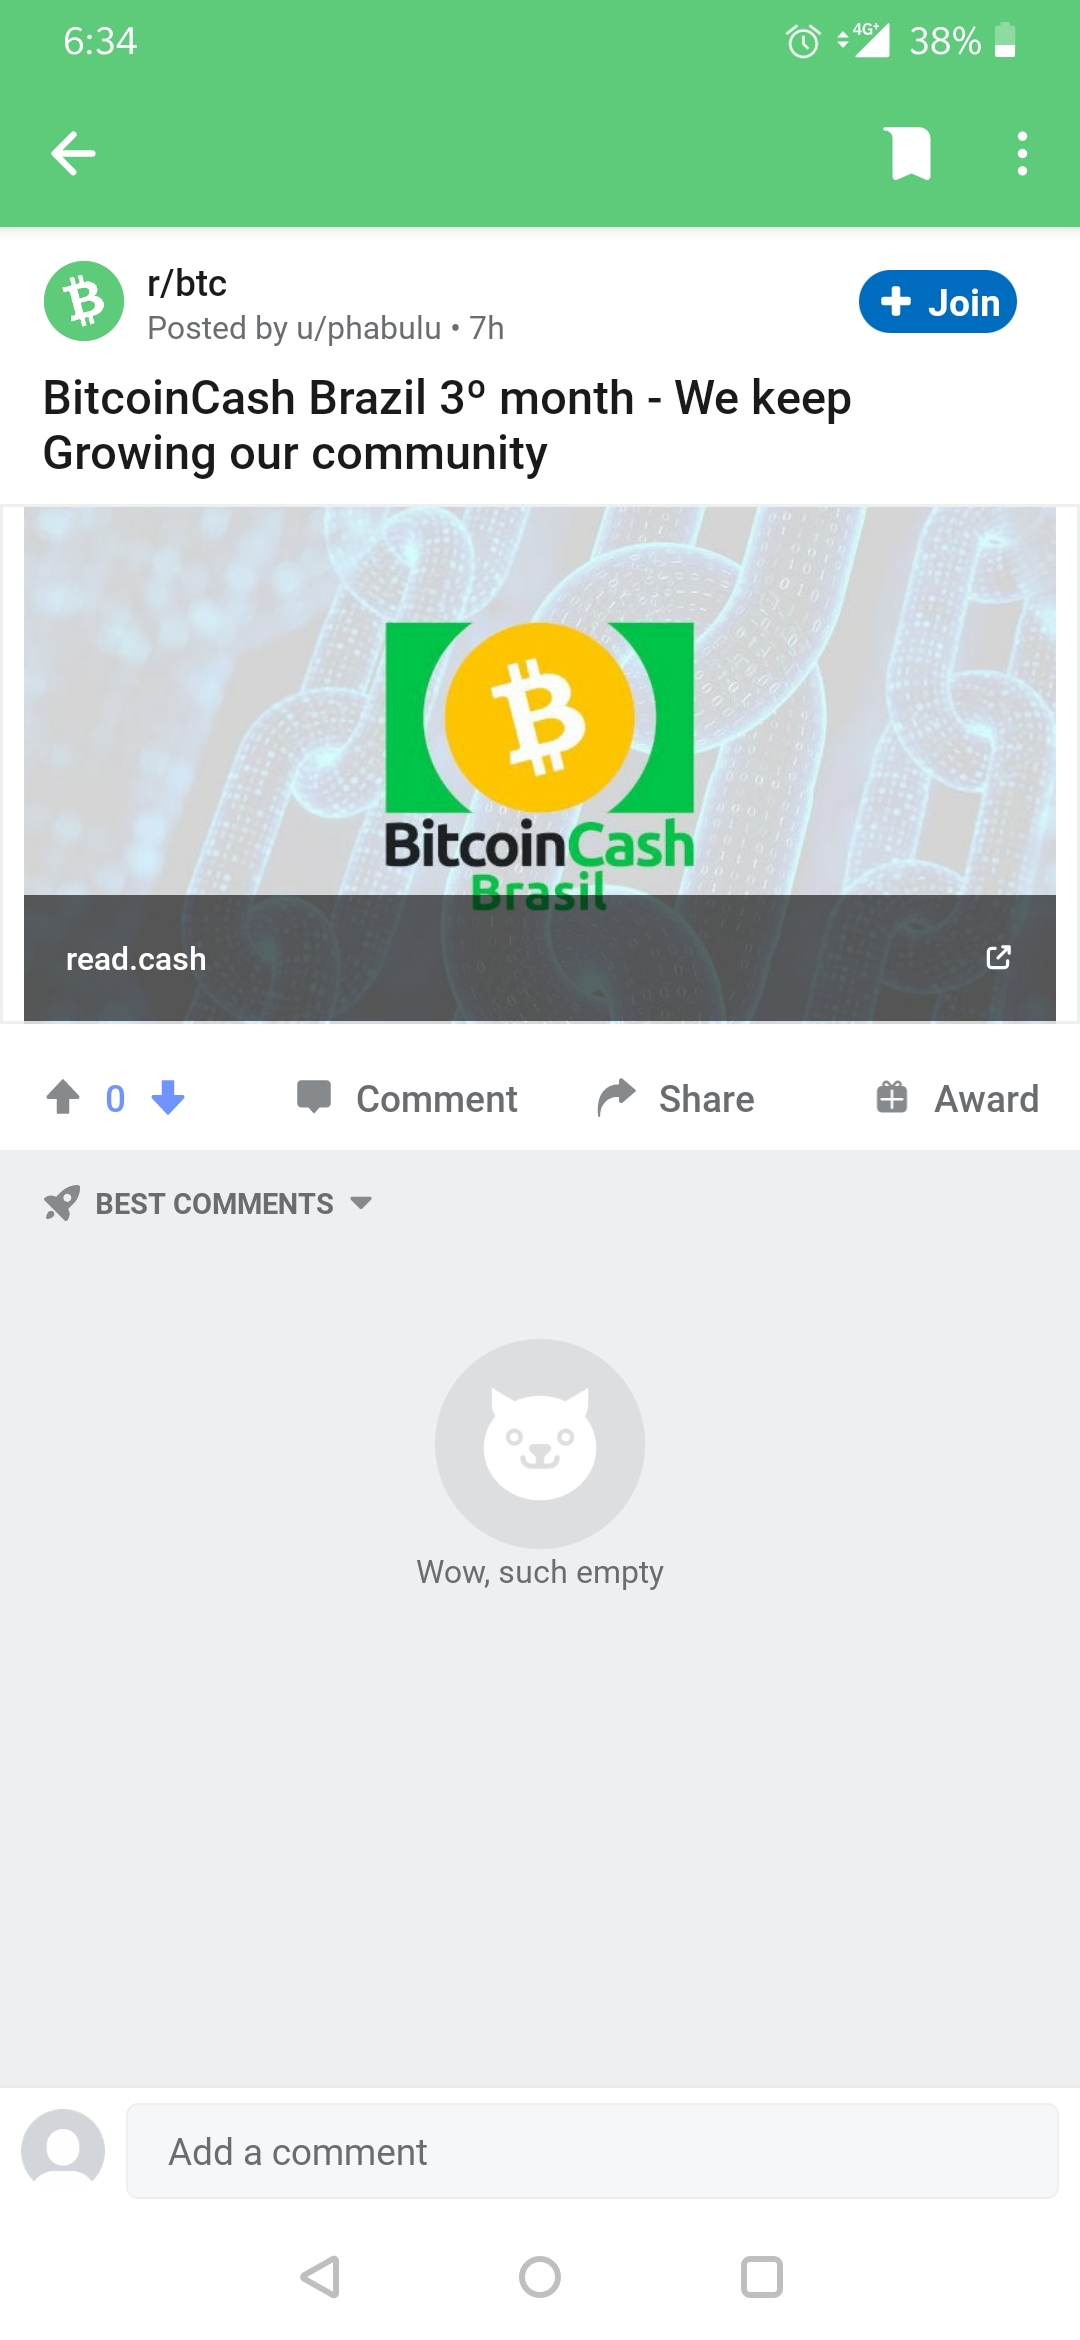 6:34
4G+ 38%
r/btc
Posted by u/phabulu • 7h
+ Join
BitcoinCash Brazil 3º month - We keep
Growing our community
BitcoinCash
Brasil
read.cash
0 Comment Share Award
BEST COMMENTS
Wow, such empty
Add a comment